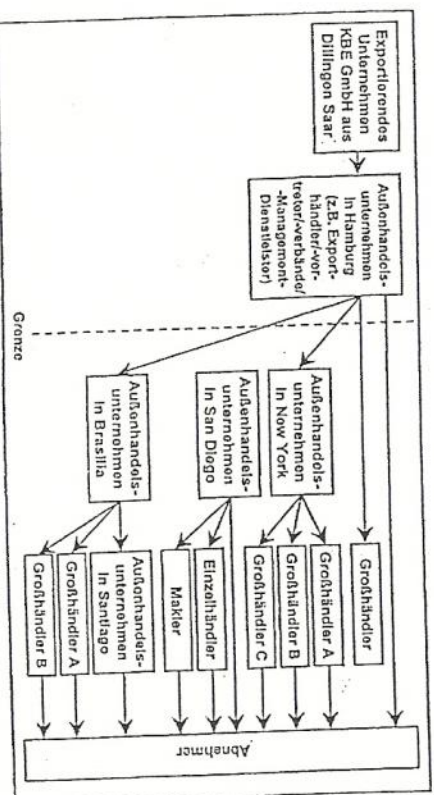 Exportierendes
Unternehmen
KBE GmbH aus
Dillingen Saar
Außenhandels-
unternehmen
in Hamburg
(z.B. Export-
händler/-ver-
treter/-verbände/
-Management-
Dienstleister)
Grenze
Großhändler
Außenhandels-
unternehmen
in New York
Großhändler A
Großhändler B
Großhändler C
Außenhandels-
unternehmen
in San Diego
Einzelhändler
Makler
Außenhandels-
unternehmen
in Brasilia
Außenhandels-
unternehmen
in Santiago
Großhändler A
Großhändler B
Abnehmer